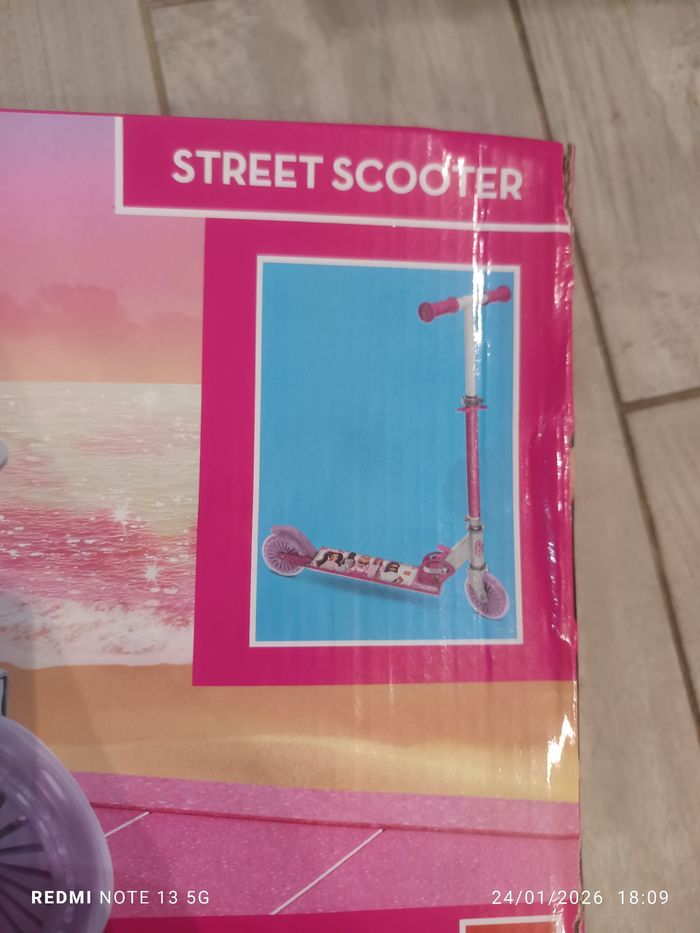 STREET SCOOTER
REDMI NOTE 13 5G
24/01/2026 18:09